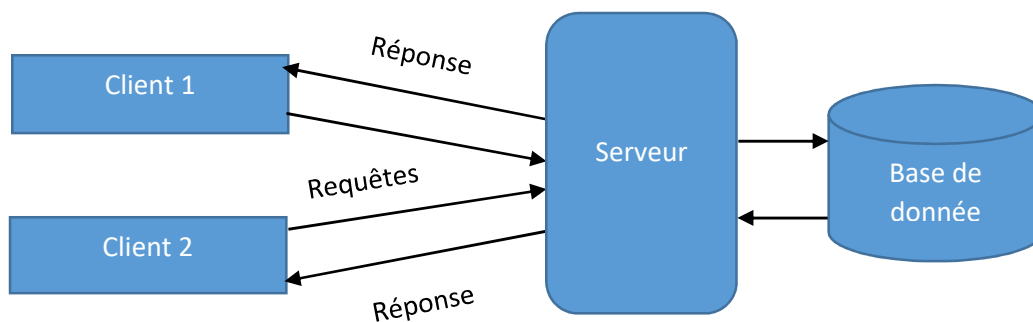 Réponse
Client 1
Serveur
Requêtes
Base de
donnée
Client 2
Réponse